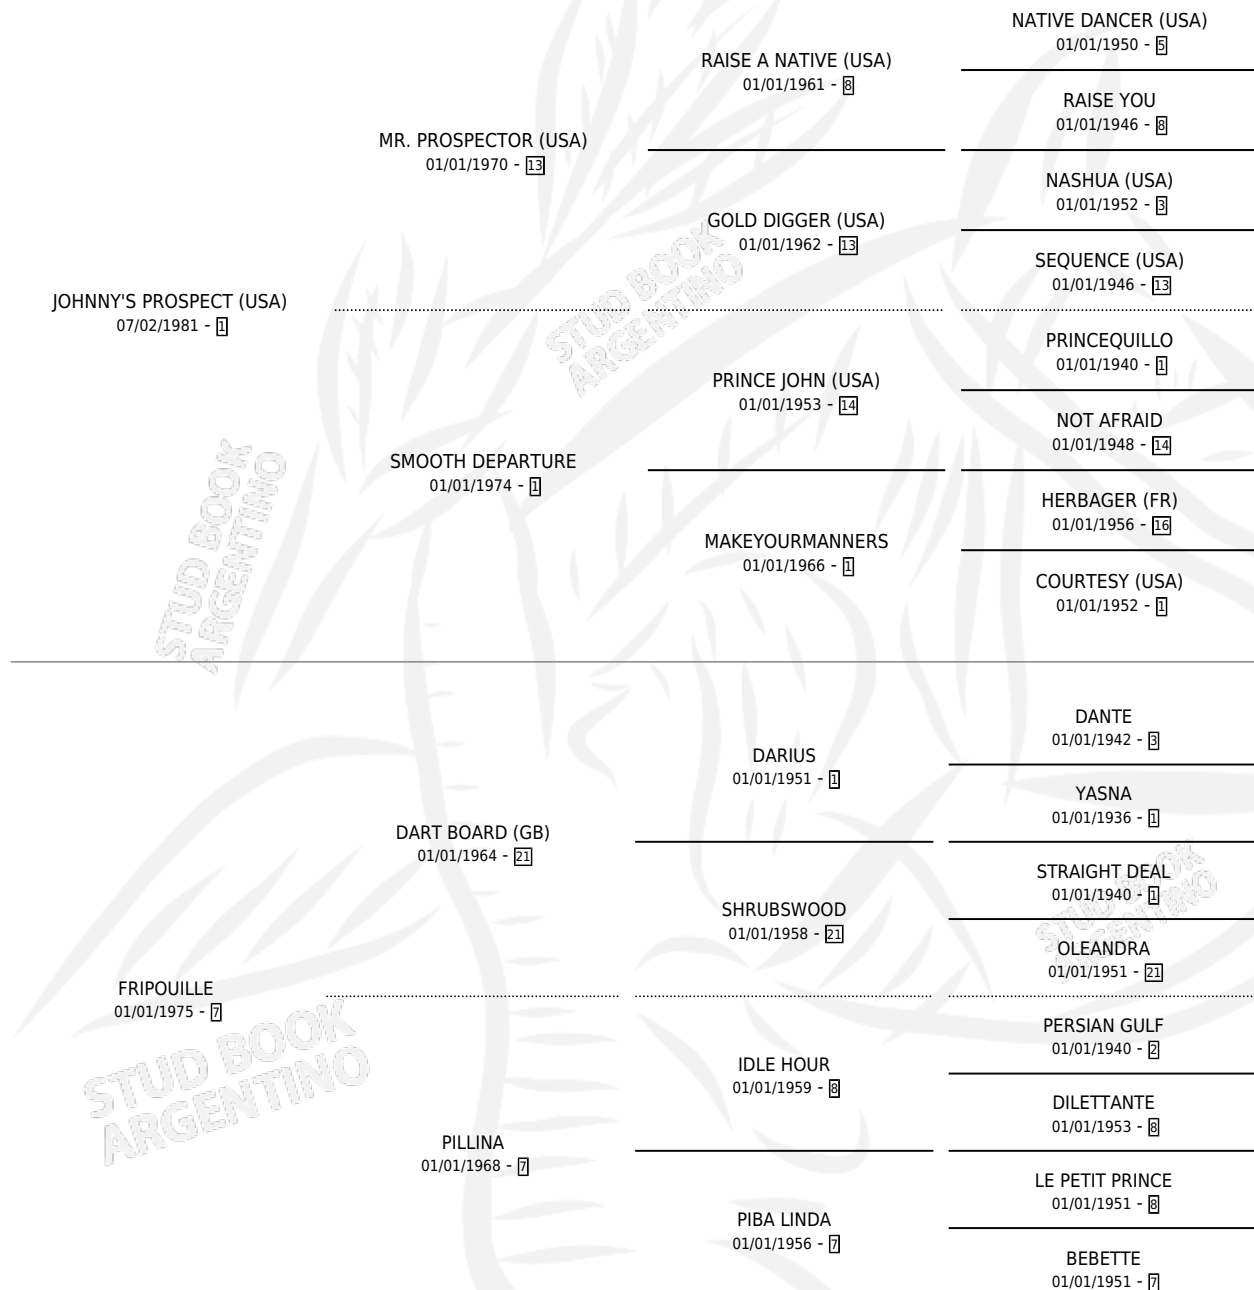 NATIVE DANCER (USA)
01/01/1950 - 5
RAISE A NATIVE (USA)
01/01/1961 - 8
RAISE YOU
01/01/1946 - 8
MR. PROSPECTOR (USA)
01/01/1970 - 13
NASHUA (USA)
01/01/1952 - 3
GOLD DIGGER (USA)
01/01/1962 - 13
SEQUENCE (USA)
01/01/1946 - 13
JOHNNY'S PROSPECT (USA)
07/02/1981 - 1
STUD BOOK
ARGENTINO
PRINCEQUILLO
01/01/1940 - 1
PRINCE JOHN (USA)
01/01/1953 - 14
NOT AFRAID
01/01/1948 - 14
SMOOTH DEPARTURE
01/01/1974 - 1
HERBAGER (FR)
01/01/1956 - 16
MAKEYOURMANNERS
01/01/1966 - 1
COURTESY (USA)
01/01/1952 - 1
STUD BOOK
ARGENTINO
DANTE
01/01/1942 - 3
DARIUS
01/01/1951 - 1
YASNA
01/01/1936 - 1
DART BOARD (GB)
01/01/1964 - 21
STRAIGHT DEAL
01/01/1940 - 1
SHRUBSWOOD
01/01/1958 - 21
STUD BOOK
ARGENTINO
OLEANDRA
01/01/1951 - 21
FRIPOUILLE
01/01/1975 - 7
PERSIAN GULF
01/01/1940 - 2
IDLE HOUR
01/01/1959 - 8
STUD BOOK
ARGENTINO
DILETTANTE
01/01/1953 - 8
PILLINA
01/01/1968 - 7
LE PETIT PRINCE
01/01/1951 - 8
PIBA LINDA
01/01/1956 - 7
BEBETTE
01/01/1951 - 7